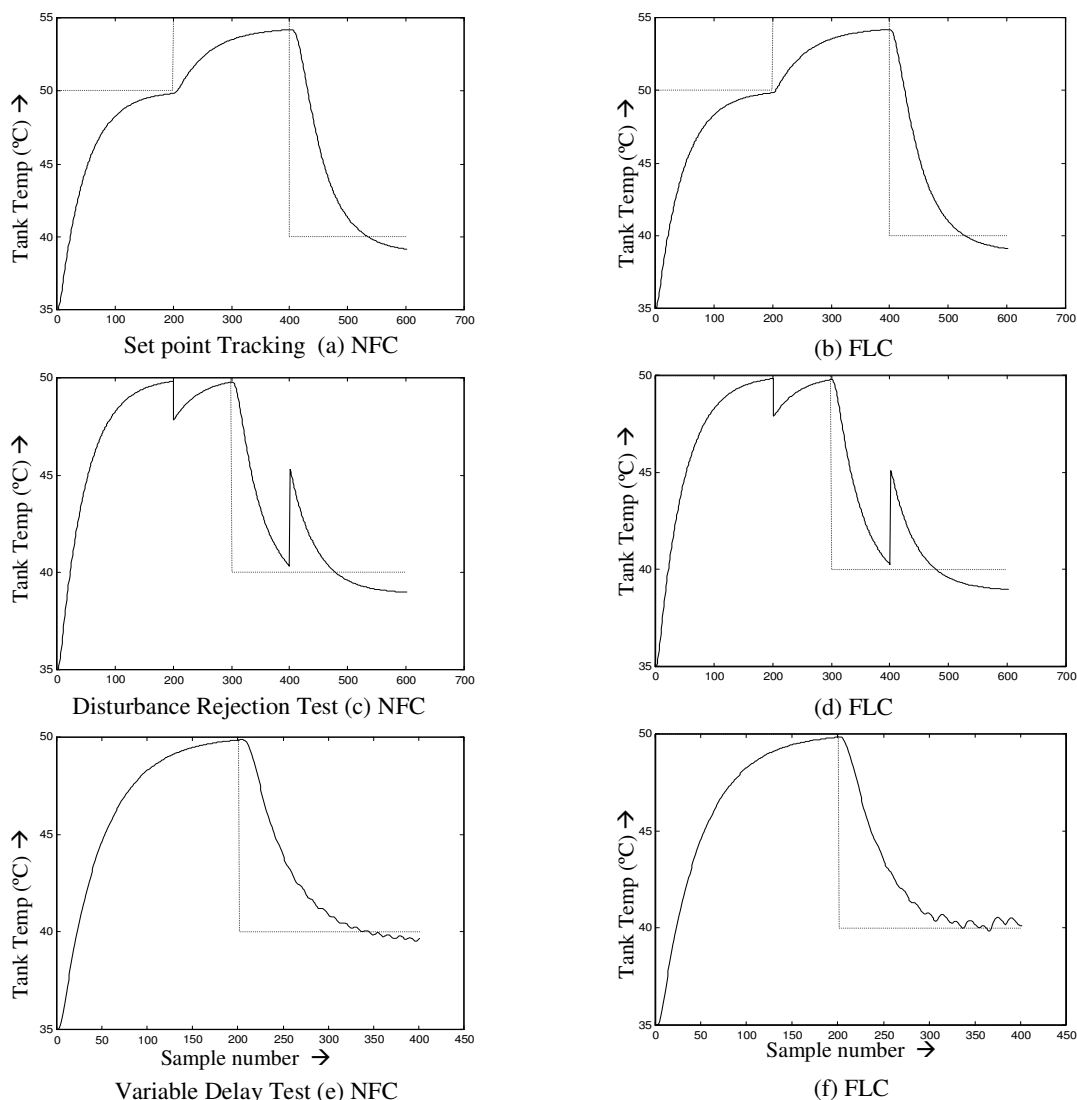 55
50
45
40
35
Tank Temp (ºC) →
0 100 200 300 400 500 600 700
Set point Tracking (a) NFC
55
50
45
40
35
Tank Temp (ºC) →
0 100 200 300 400 500 600 700
(b) FLC
50
45
40
35
Tank Temp (ºC) →
0 100 200 300 400 500 600 700
Disturbance Rejection Test (c) NFC
50
45
40
35
Tank Temp (ºC) →
0 100 200 300 400 500 600 700
(d) FLC
50
45
40
35
Tank Temp (ºC) →
0 50 100 150 200 250 300 350 400 450
Sample number →
Variable Delay Test (e) NFC
50
45
40
35
Tank Temp (ºC) →
0 50 100 150 200 250 300 350 400 450
Sample number →
(f) FLC